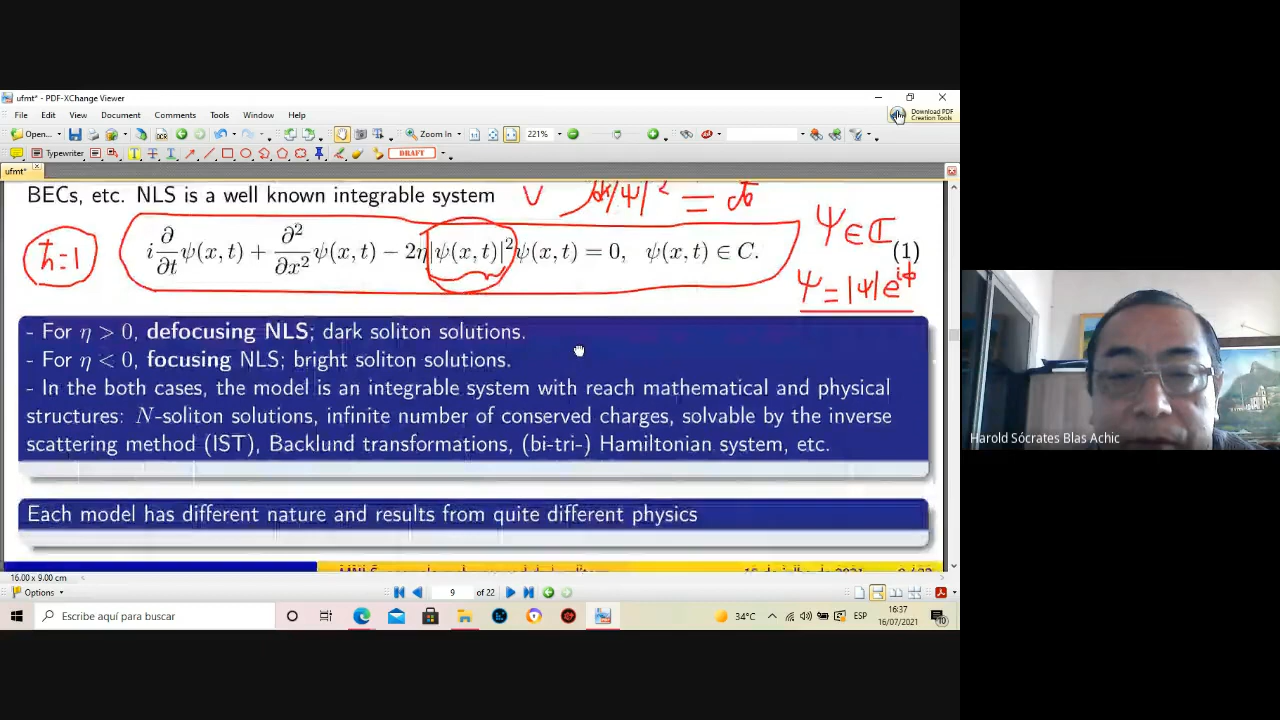 ufmt* - PDF-XChange Viewer
File Edit View Document Comments Tools Window Help
Download PDF
Creation Tools
Open... OCR Zoom In 221%
Typewriter DRAFT
ufmt*
BECs, etc. NLS is a well known integrable system
ħ=1
i ∂/∂t ψ(x, t) + ∂²/∂x² ψ(x, t) − 2η|ψ(x, t)|²ψ(x, t) = 0, ψ(x, t) ∈ C. (1)
ψ ∈ ℂ
ψ = |ψ|e^{iϕ}
- For η > 0, defocusing NLS; dark soliton solutions.
- For η < 0, focusing NLS; bright soliton solutions.
- In the both cases, the model is an integrable system with reach mathematical and physical
structures: N-soliton solutions, infinite number of conserved charges, solvable by the inverse
scattering method (IST), Backlund transformations, (bi-tri-) Hamiltonian system, etc.
Each model has different nature and results from quite different physics
16.00 x 9.00 cm
Options 9 of 22
Escribe aquí para buscar
34°C ESP 16:37
16/07/2021
10
Harold Sócrates Blas Achic